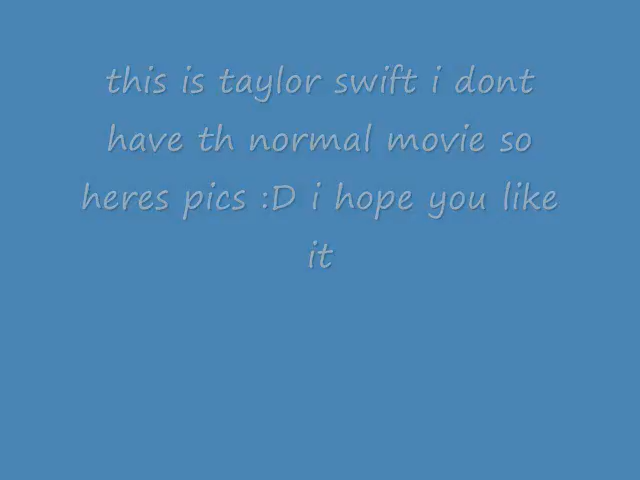 this is taylor swift i dont
have th normal movie so
heres pics :D i hope you like
it